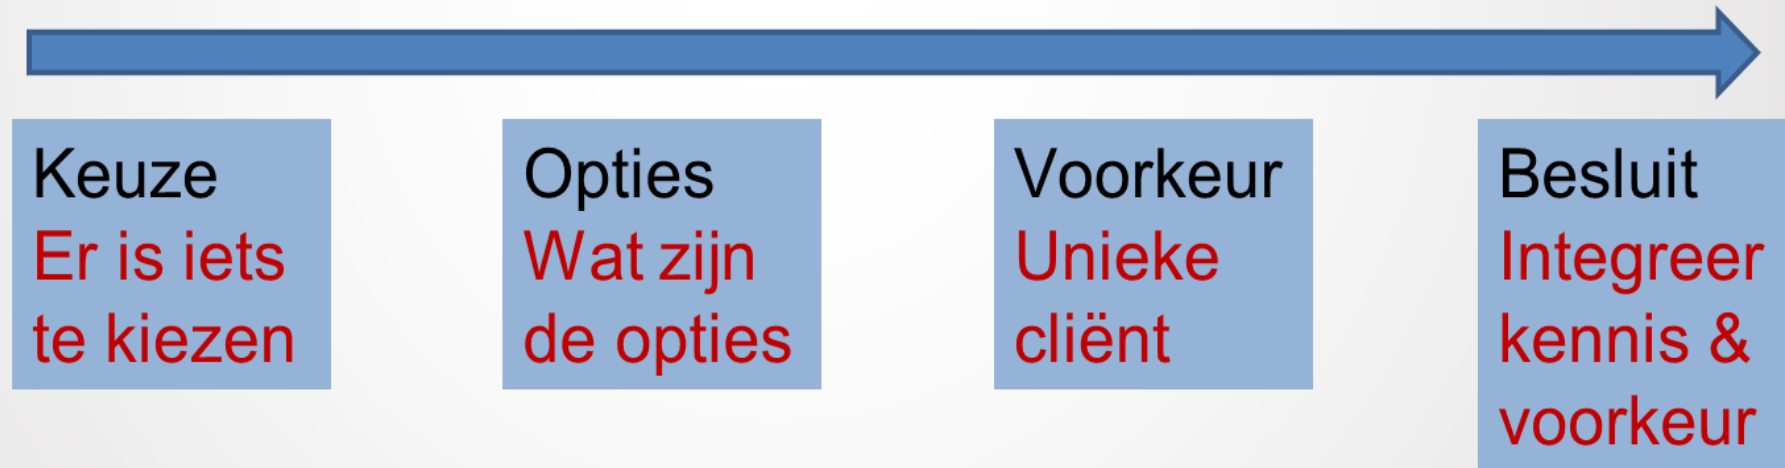 Keuze
Er is iets
te kiezen
Opties
Wat zijn
de opties
Voorkeur
Unieke
cliënt
Besluit
Integreer
kennis &
voorkeur